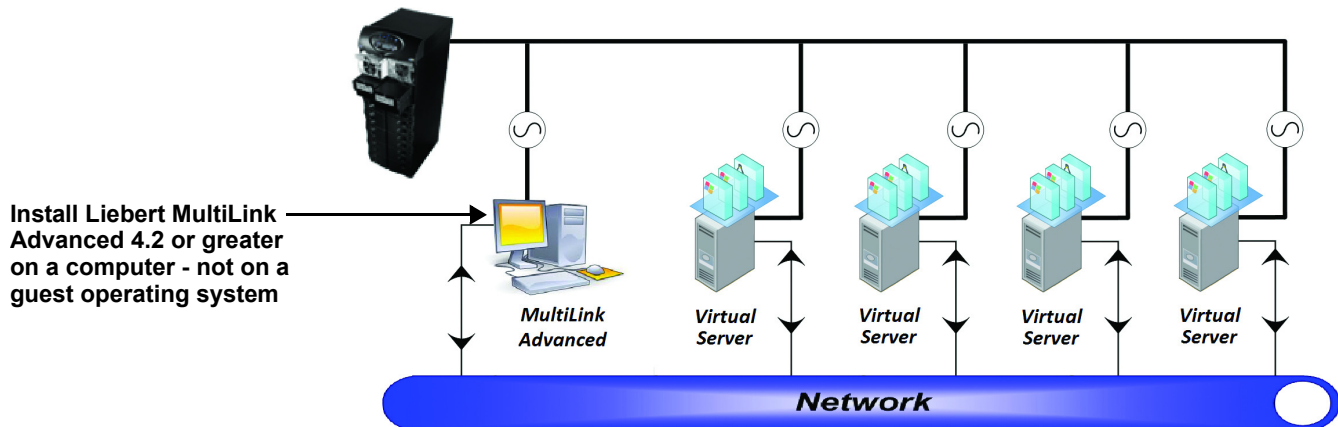 Install Liebert MultiLink
Advanced 4.2 or greater
on a computer - not on a
guest operating system
MultiLink
Advanced
Virtual
Server
Virtual
Server
Virtual
Server
Virtual
Server
Network